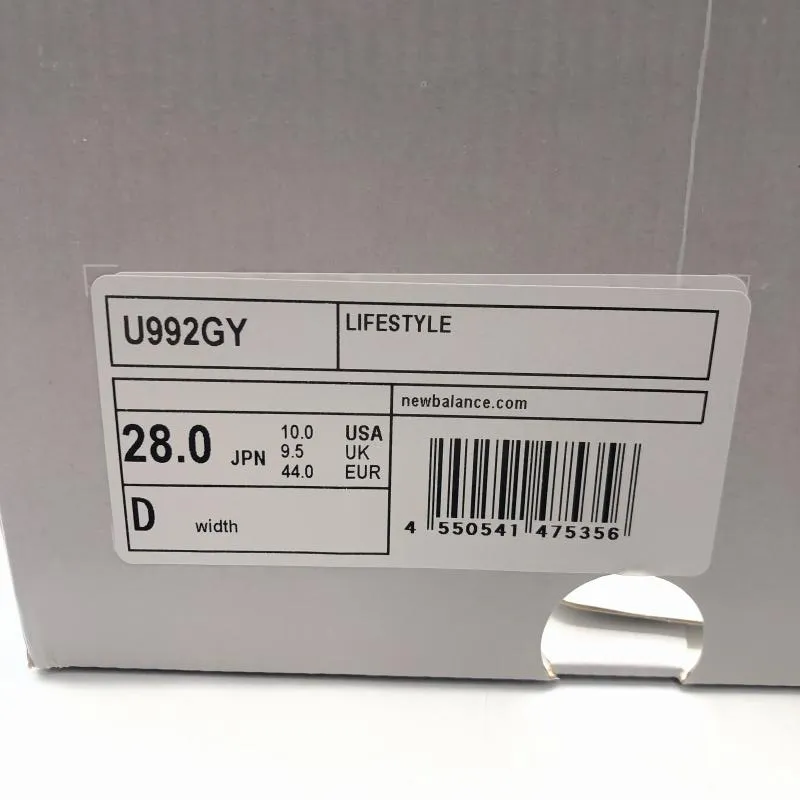 U992GY
LIFESTYLE
newbalance.com
28.0 JPN
10.0 USA
9.5 UK
44.0 EUR
D width
4 550541 475356